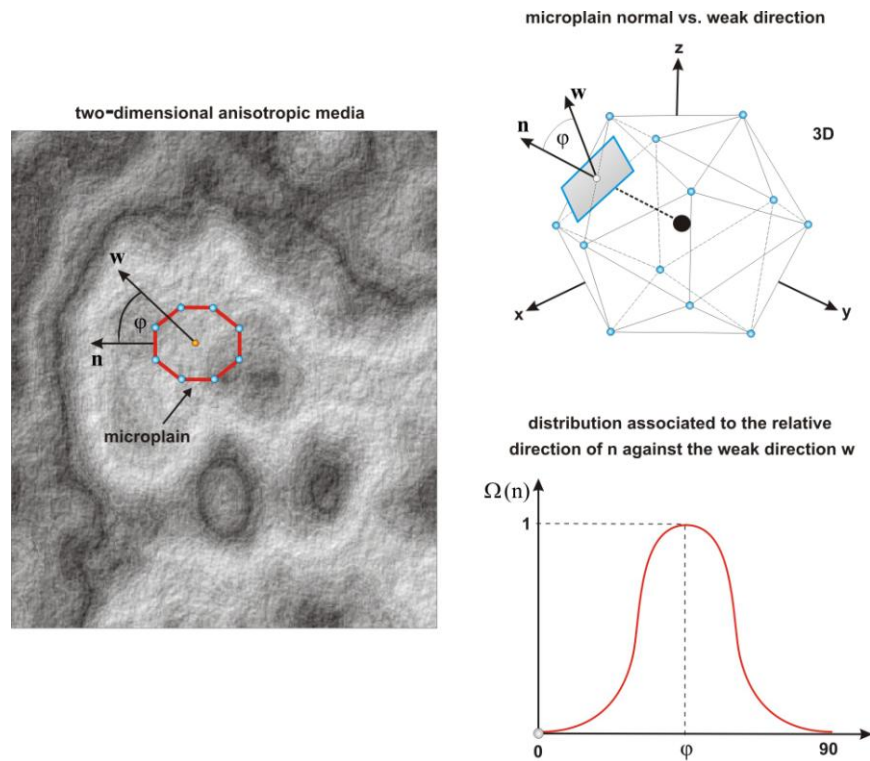 two-dimensional anisotropic media
w
φ
n
microplain
microplain normal vs. weak direction
z
w
n
φ
3D
x
y
distribution associated to the relative
direction of n against the weak direction w
Ω(n)
1
0
φ
90